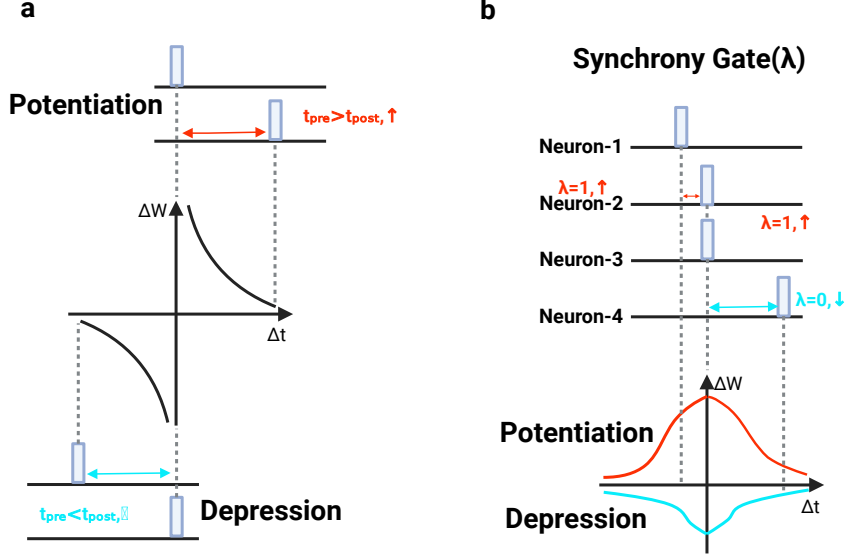 a
Potentiation
tpre>tpost,↑
ΔW
Δt
tpre<tpost,
Depression
b
Synchrony Gate(λ)
Neuron-1
λ=1,↑
Neuron-2
λ=1,↑
Neuron-3
λ=0,↓
Neuron-4
ΔW
Potentiation
Δt
Depression